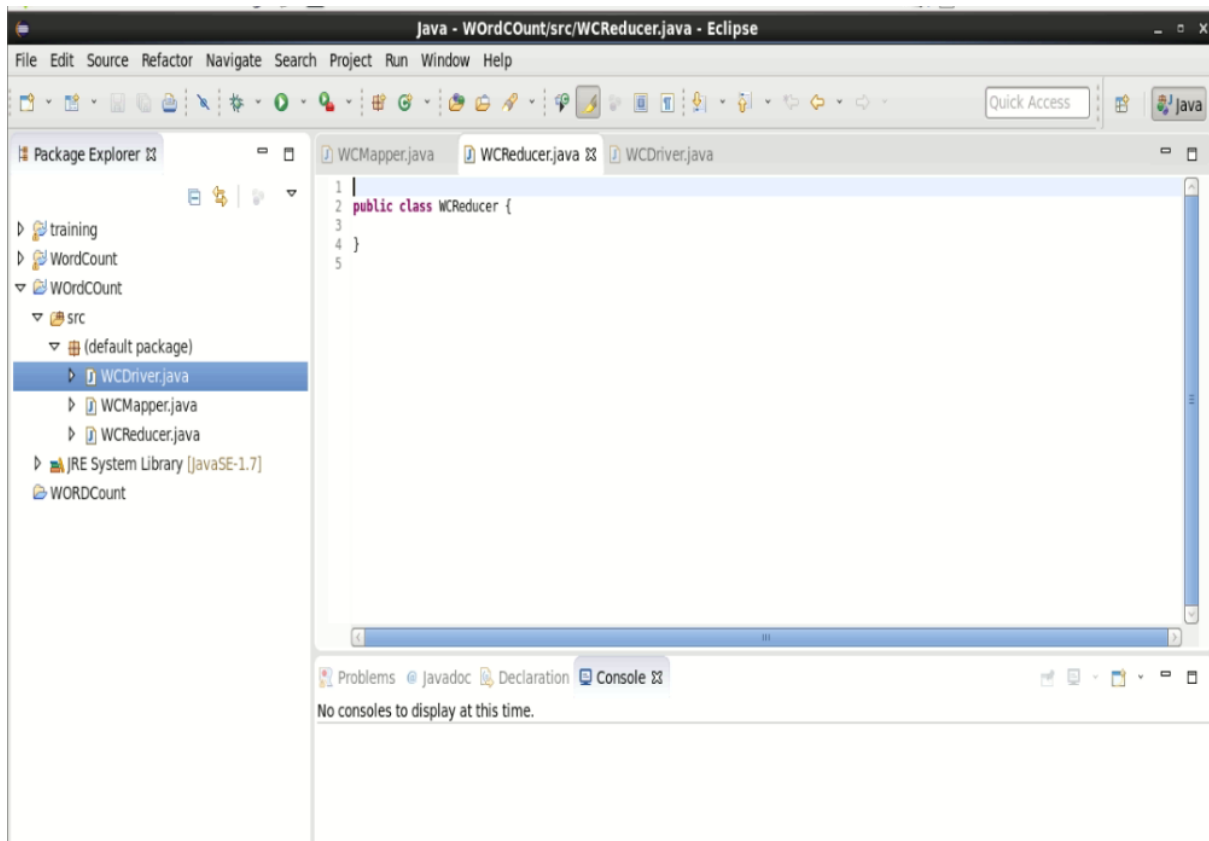 Java - WOrdCOunt/src/WCReducer.java - Eclipse
File Edit Source Refactor Navigate Search Project Run Window Help
Quick Access
Java
Package Explorer
training
WordCount
WOrdCOunt
src
(default package)
WCDriver.java
WCMapper.java
WCReducer.java
JRE System Library [JavaSE-1.7]
WORDCount
WCMapper.java WCReducer.java WCDriver.java
1
2 public class WCReducer {
3
4 }
5
Problems @ Javadoc Declaration Console
No consoles to display at this time.